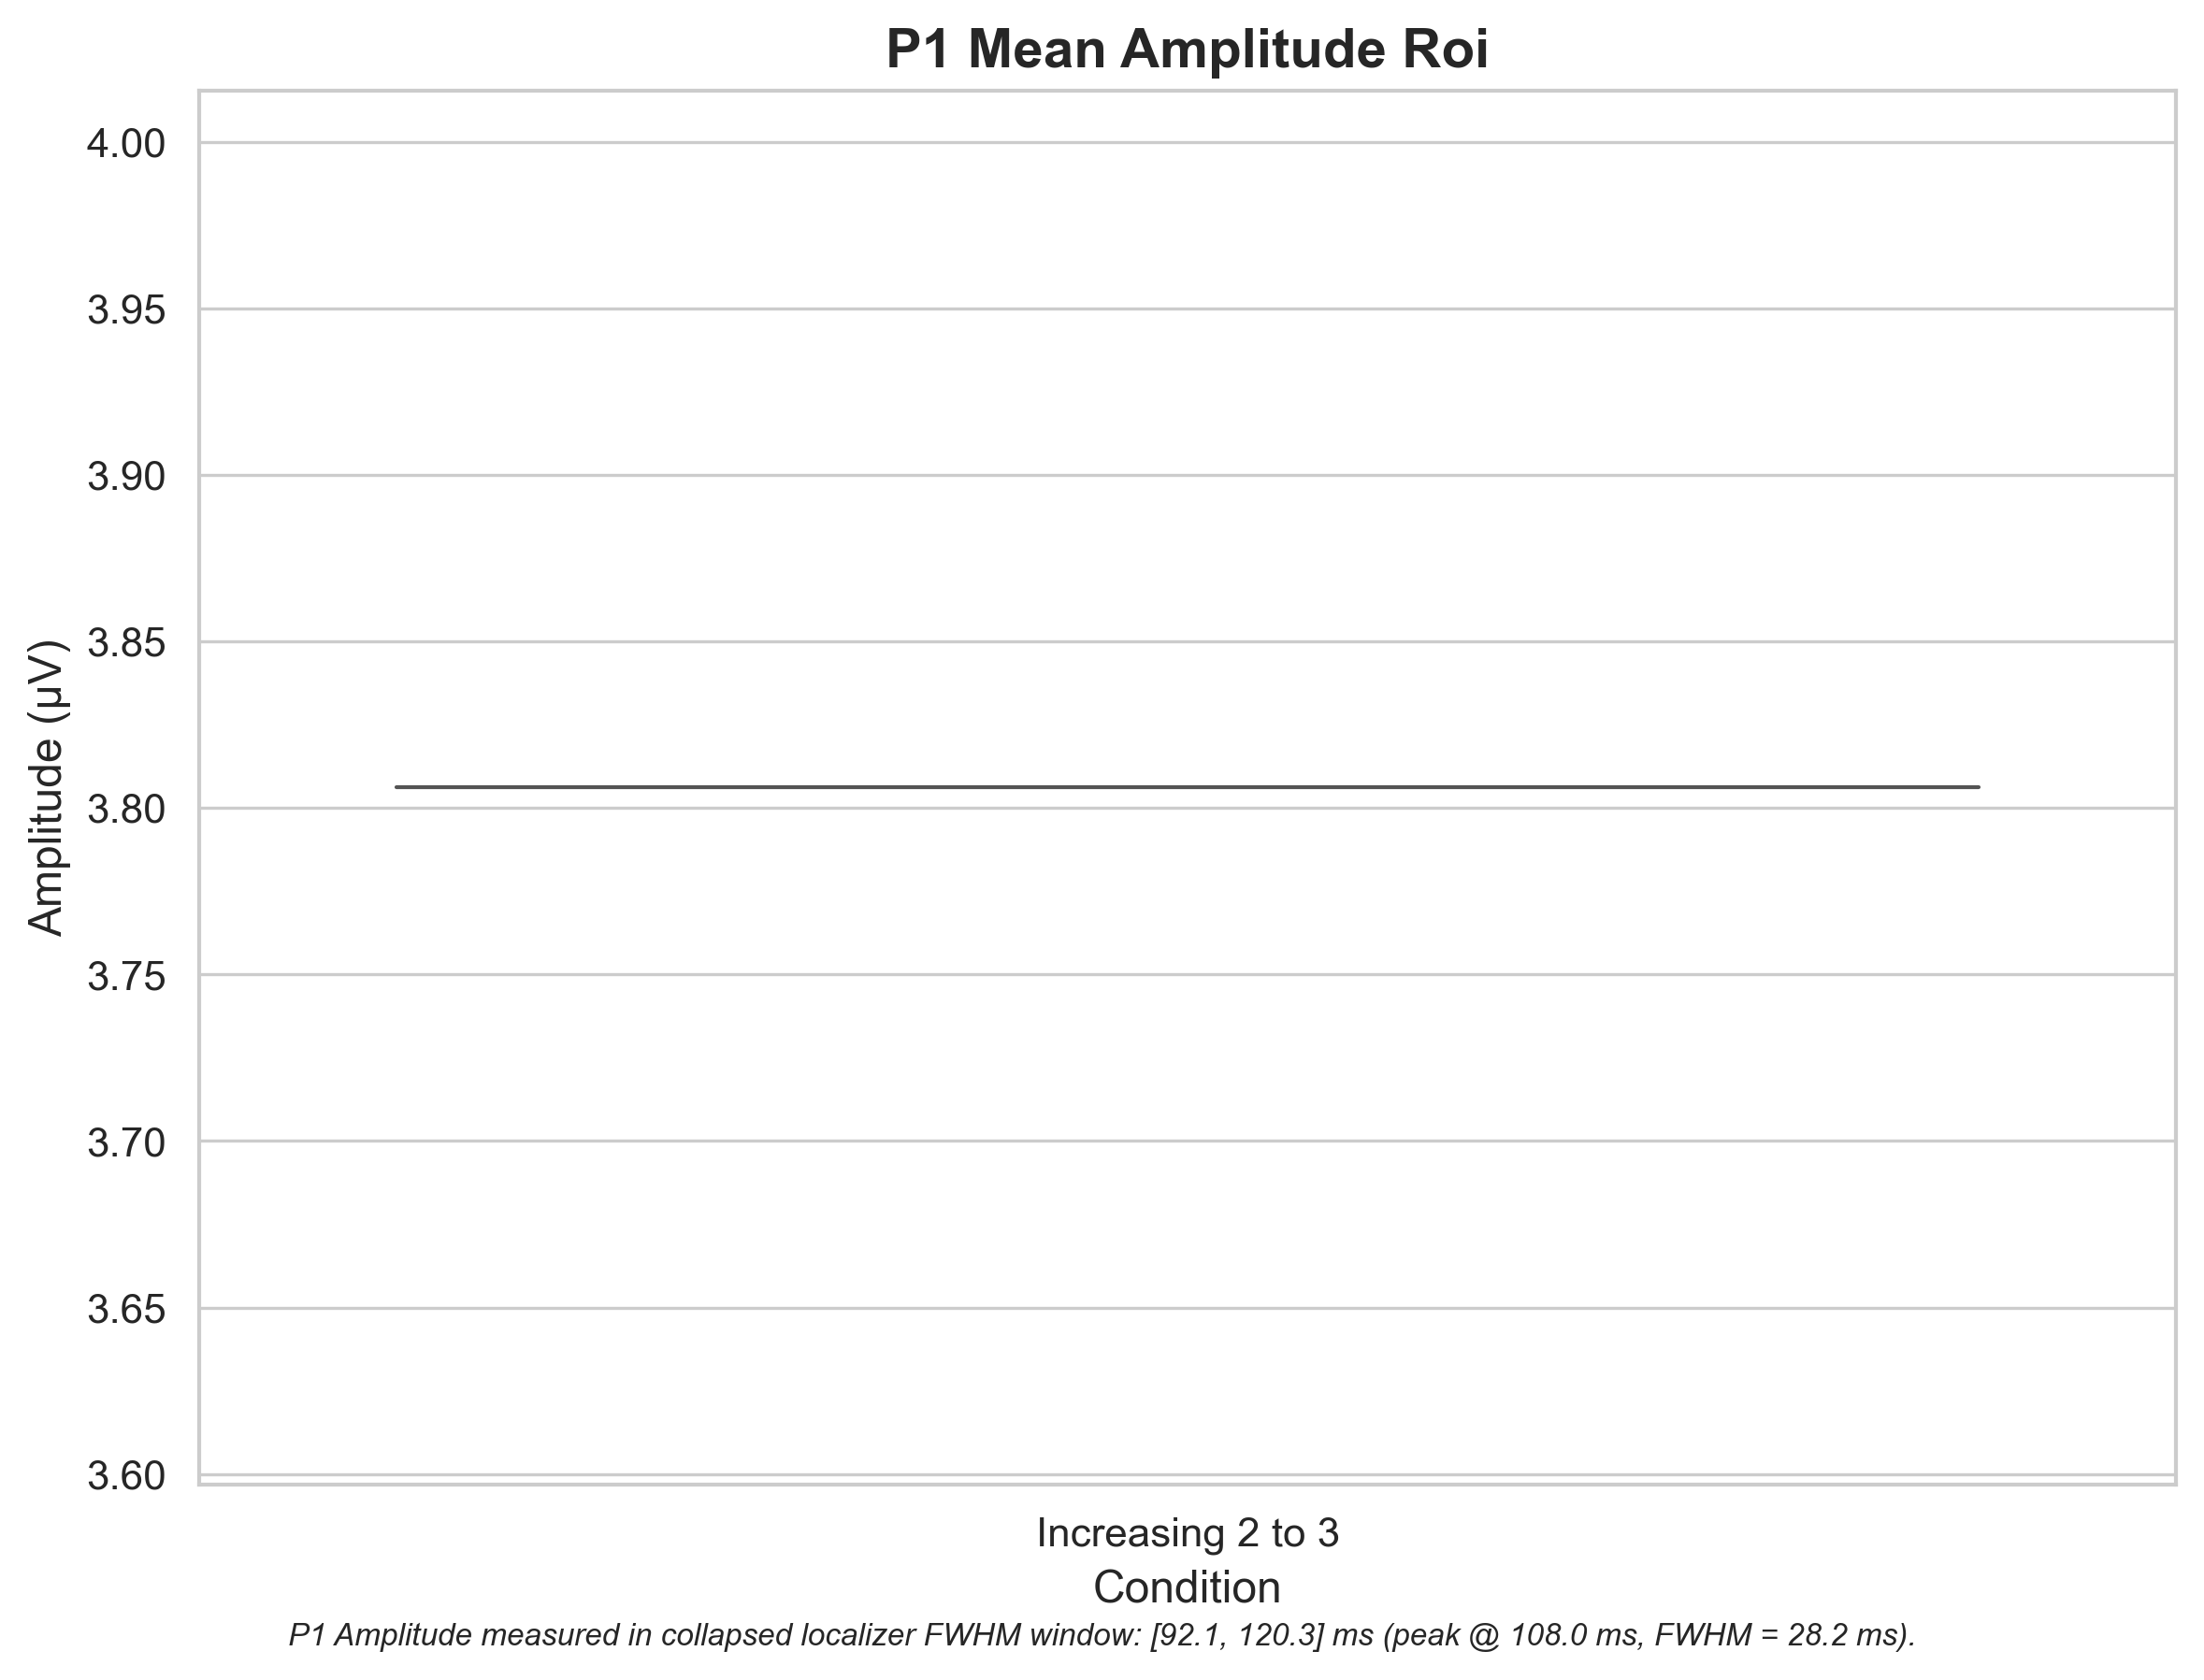 P1 Mean Amplitude Roi
4.00
3.95
3.90
3.85
3.80
3.75
3.70
3.65
3.60
Amplitude (µV)
Increasing 2 to 3
Condition
P1 Amplitude measured in collapsed localizer FWHM window: [92.1, 120.3] ms (peak @ 108.0 ms, FWHM = 28.2 ms).